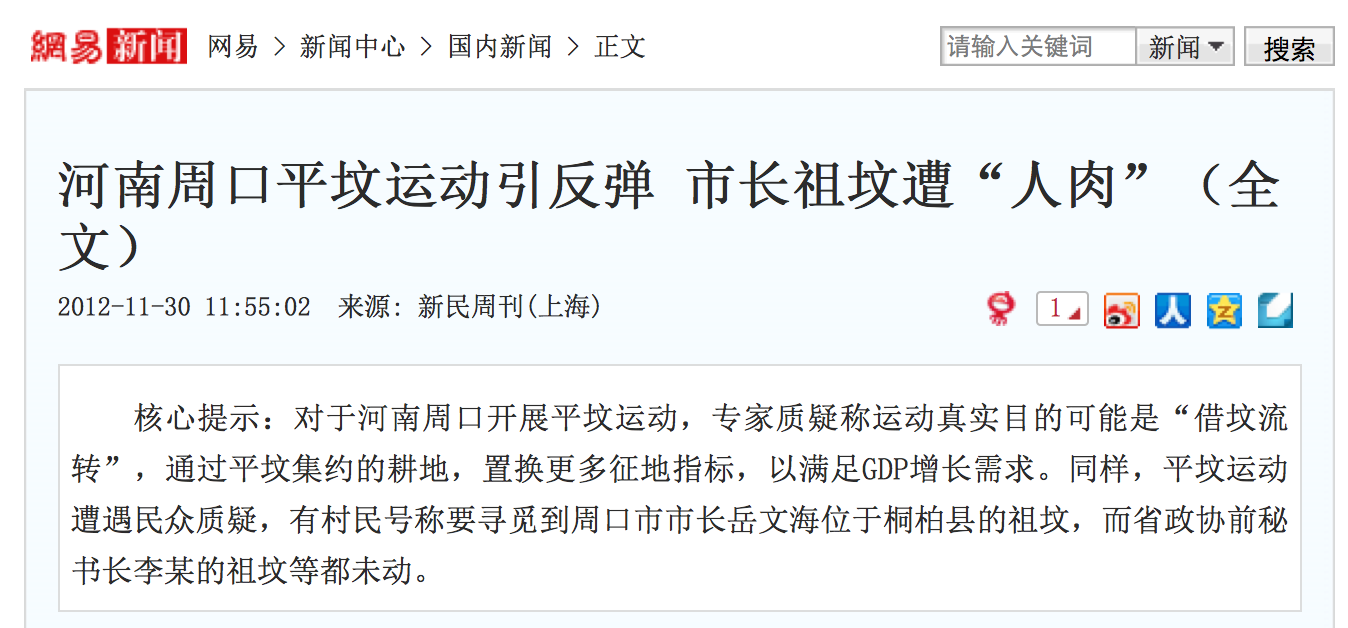 網易新闻 网易 > 新闻中心 > 国内新闻 > 正文
请输入关键词 新闻 搜索
河南周口平坟运动引反弹 市长祖坟遭“人肉”（全
文）
2012-11-30 11:55:02 来源: 新民周刊(上海)
1
核心提示：对于河南周口开展平坟运动，专家质疑称运动真实目的可能是“借坟流
转”，通过平坟集约的耕地，置换更多征地指标，以满足GDP增长需求。同样，平坟运动
遭遇民众质疑，有村民号称要寻觅到周口市市长岳文海位于桐柏县的祖坟，而省政协前秘
书长李某的祖坟等都未动。